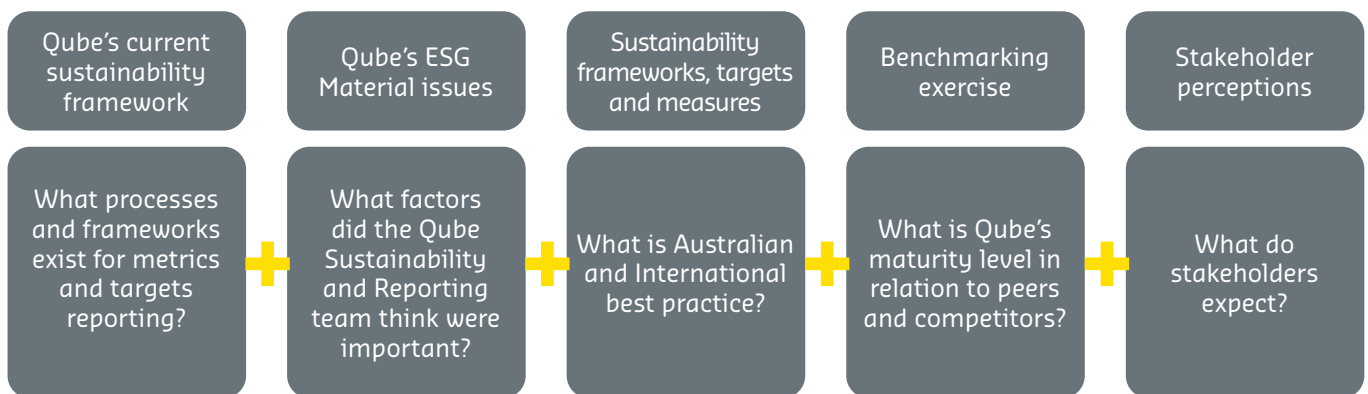 Qube's current
sustainability
framework
Qube's ESG
Material issues
Sustainability
frameworks, targets
and measures
Benchmarking
exercise
Stakeholder
perceptions
What processes
and frameworks
exist for metrics
and targets
reporting?
What factors
did the Qube
Sustainability
and Reporting
team think were
important?
What is Australian
and International
best practice?
What is Qube's
maturity level in
relation to peers
and competitors?
What do
stakeholders
expect?